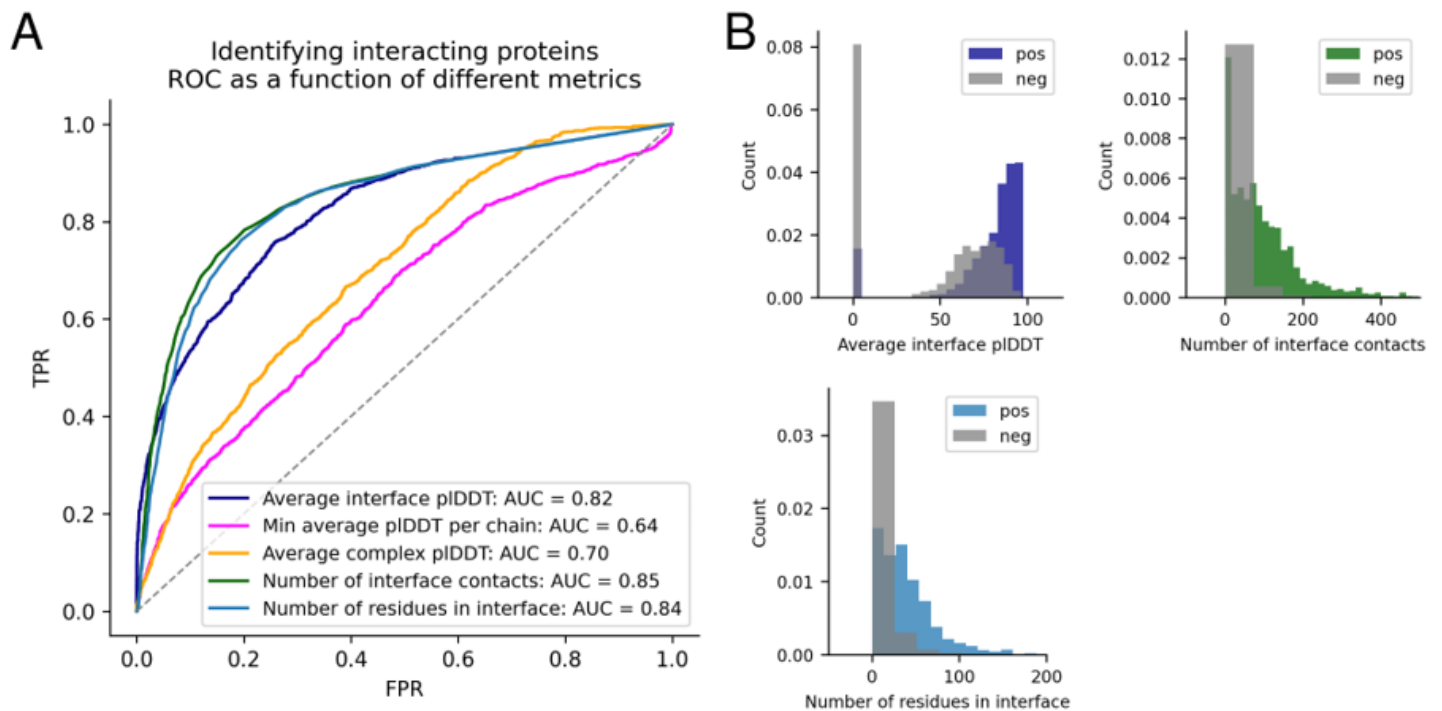 A
Identifying interacting proteins
ROC as a function of different metrics
1.0
0.8
0.6
0.4
0.2
0.0
TPR
0.0 0.2 0.4 0.6 0.8 1.0
FPR
Average interface plDDT: AUC = 0.82
Min average plDDT per chain: AUC = 0.64
Average complex plDDT: AUC = 0.70
Number of interface contacts: AUC = 0.85
Number of residues in interface: AUC = 0.84
B
0.08
0.06
0.04
0.02
0.00
Count
pos
neg
0 50 100
Average interface plDDT
0.012
0.010
0.008
0.006
0.004
0.002
0.000
Count
pos
neg
0 200 400
Number of interface contacts
0.03
0.02
0.01
0.00
Count
pos
neg
0 100 200
Number of residues in interface